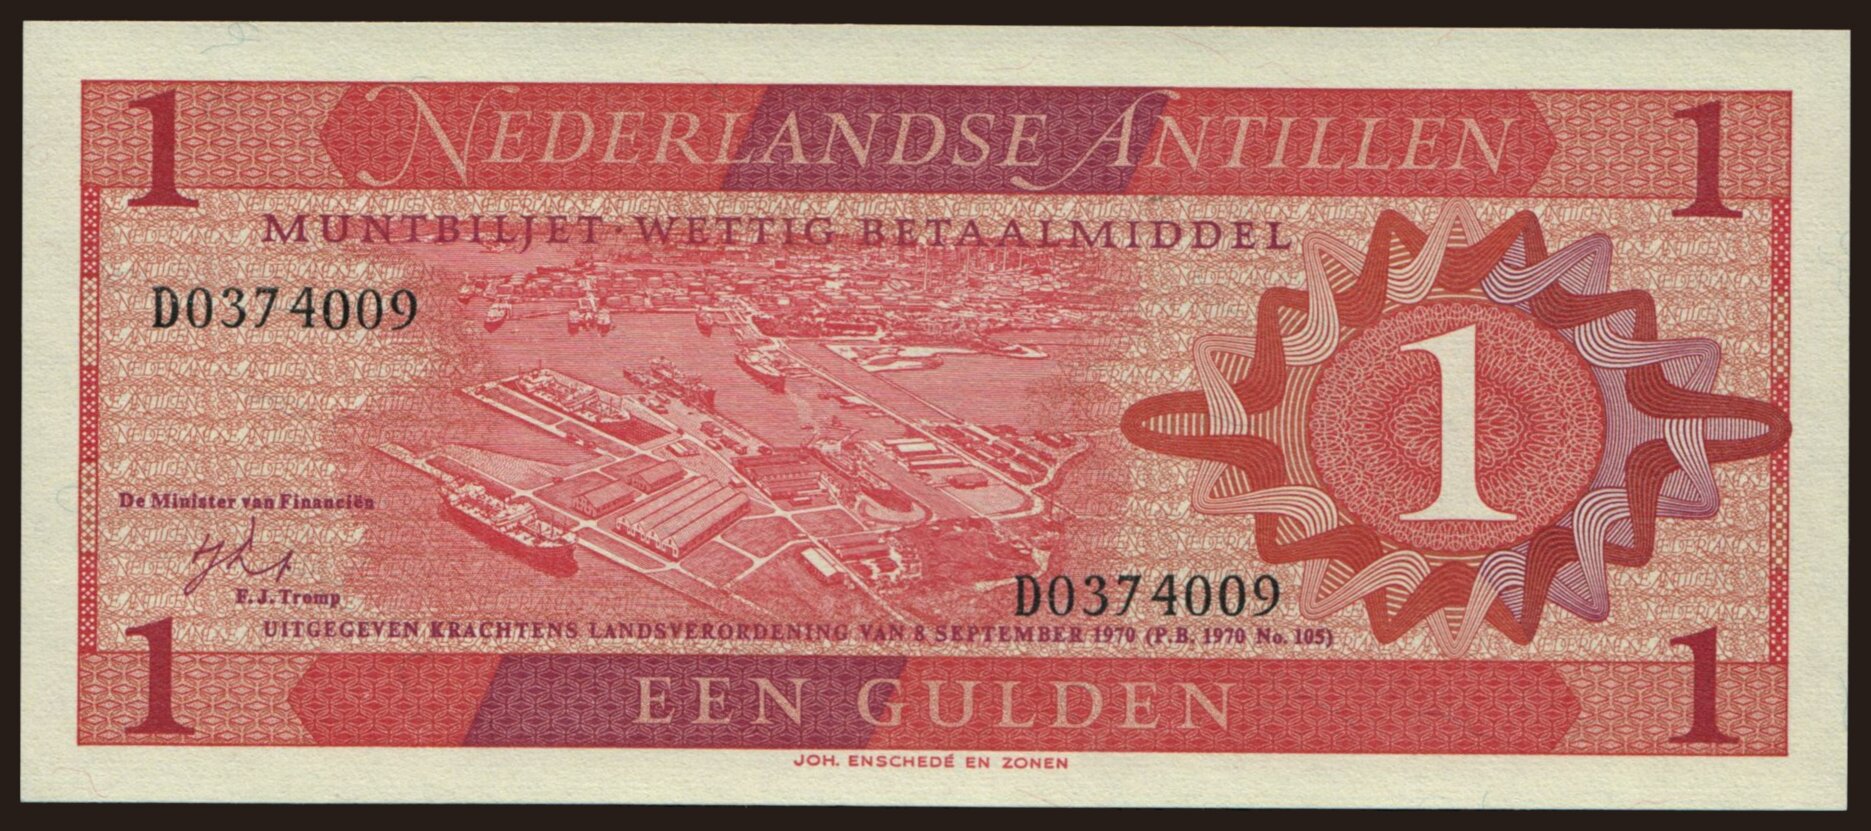 1 NEDERLANDSE ANTILLEN 1
MUNTBILJET · WETTIG BETAALMIDDEL
D0374009
1
De Minister van Financiën
F. J. Tromp
D0374009
UITGEGEVEN KRACHTENS LANDSVERORDENING VAN 8 SEPTEMBER 1970 (P.B. 1970 No. 105)
1 EEN GULDEN 1
JOH. ENSCHEDÉ EN ZONEN